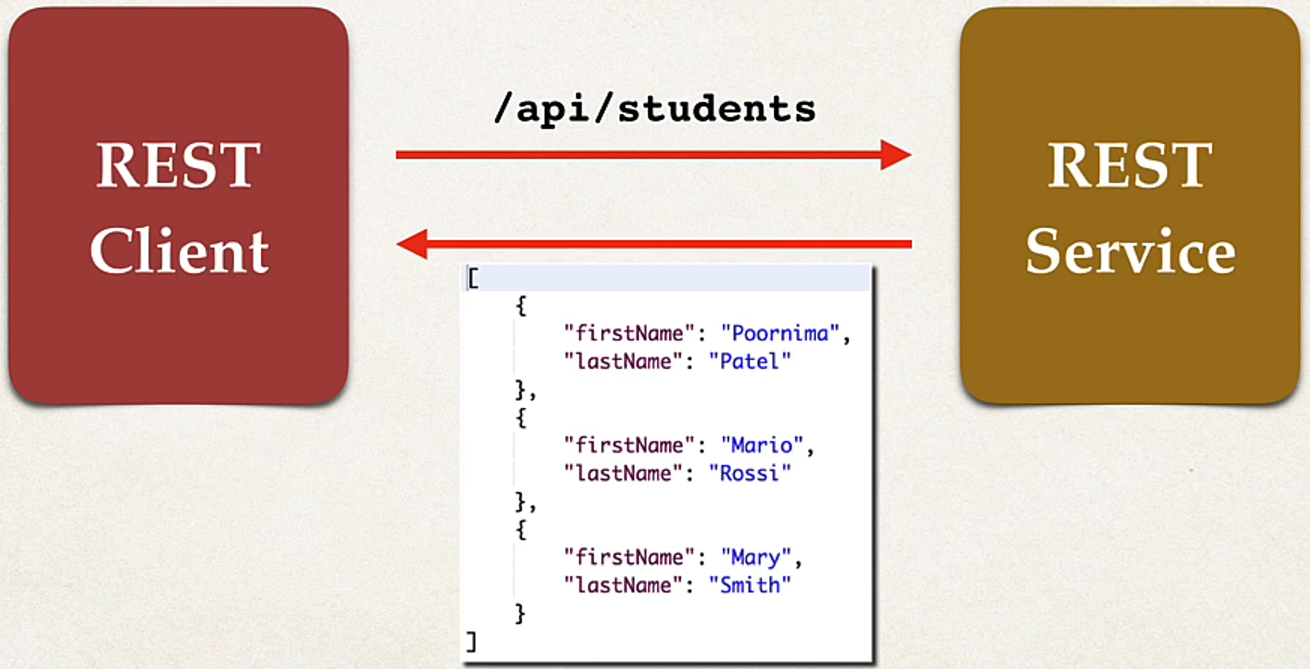 REST
Client
/api/students
REST
Service
[
    {
        "firstName": "Poornima",
        "lastName": "Patel"
    },
    {
        "firstName": "Mario",
        "lastName": "Rossi"
    },
    {
        "firstName": "Mary",
        "lastName": "Smith"
    }
]